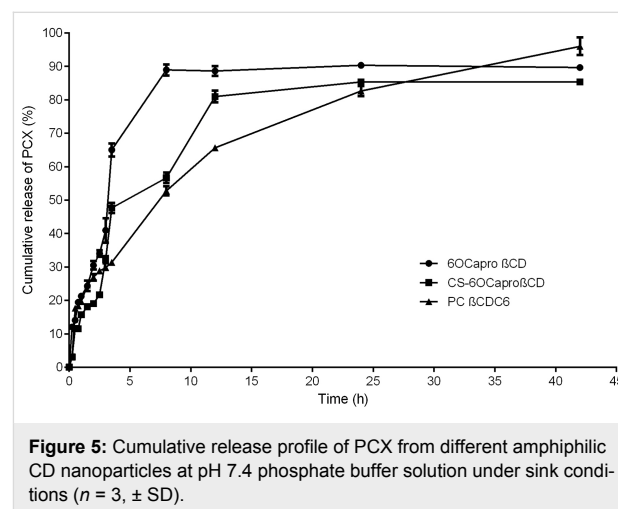 100
90
80
70
60
50
40
30
20
10
0
Cumulative release of PCX (%)
6OCapro ßCD
CS-6OCaproßCD
PC ßCDC6
0 5 10 15 20 25 30 35 40 45
Time (h)
Figure 5: Cumulative release profile of PCX from different amphiphilic
CD nanoparticles at pH 7.4 phosphate buffer solution under sink condi-
tions (n = 3, ± SD).